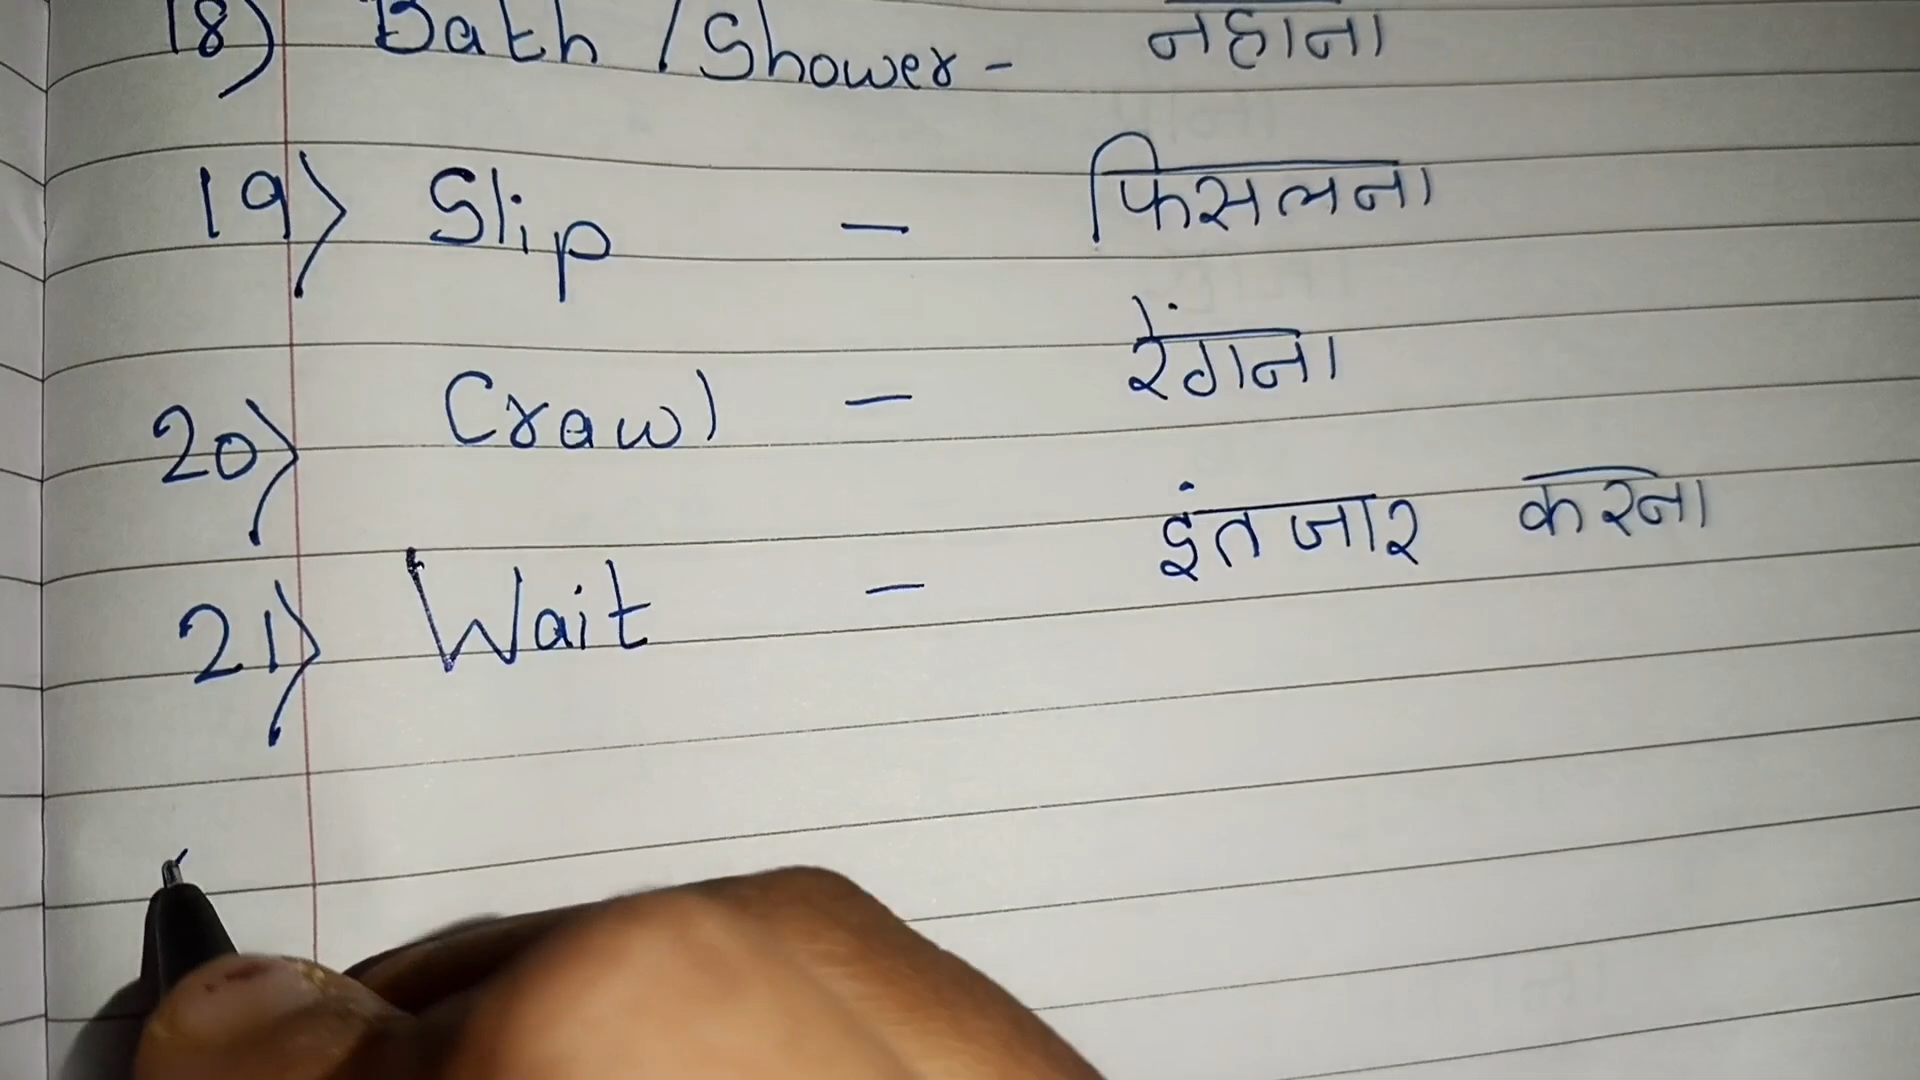 18) Bath / Shower - नहाना
19) Slip - फिसलना
20) Crawl - रेंगना
21) Wait - इंतजार करना